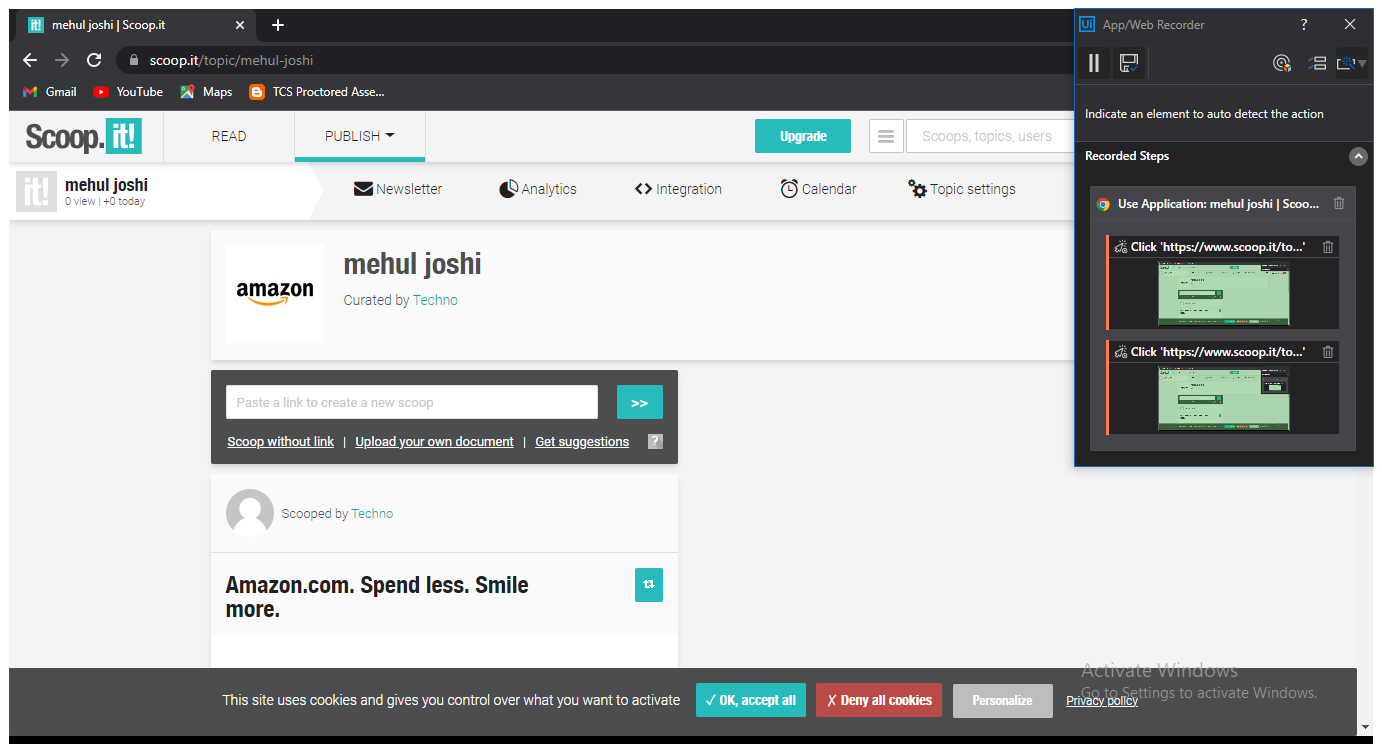 mehul joshi | Scoop.it
scoop.it/topic/mehul-joshi
Gmail YouTube Maps TCS Proctored Asse...
Scoop.it! READ PUBLISH Upgrade Scoops, topics, users
it! mehul joshi
0 view | +0 today
Newsletter Analytics Integration Calendar Topic settings
amazon
mehul joshi
Curated by Techno
Paste a link to create a new scoop >>
Scoop without link | Upload your own document | Get suggestions ?
Scooped by Techno
Amazon.com. Spend less. Smile
more.
This site uses cookies and gives you control over what you want to activate ✓ OK, accept all ✗ Deny all cookies Personalize Privacy policy
Ui App/Web Recorder ?
Indicate an element to auto detect the action
Recorded Steps
Use Application: mehul joshi | Scoo...
Click 'https://www.scoop.it/to...'
Click 'https://www.scoop.it/to...'
Activate Windows
Go to Settings to activate Windows.